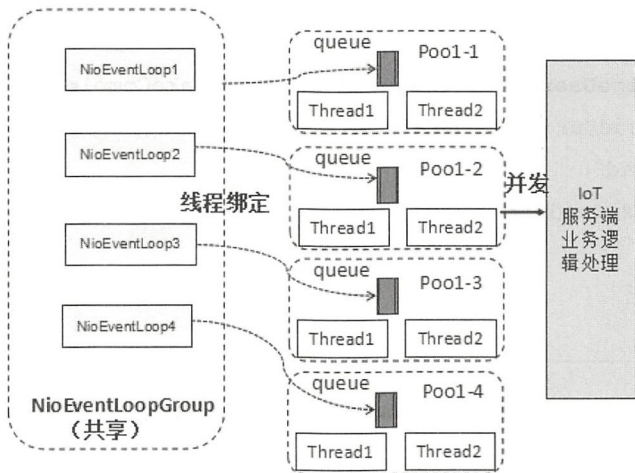 NioEventLoop1
NioEventLoop2
NioEventLoop3
NioEventLoop4
NioEventLoopGroup
（共享）
线程绑定
queue
Poo1-1
Thread1
Thread2
queue
Poo1-2
Thread1
Thread2
queue
Poo1-3
Thread1
Thread2
queue
Poo1-4
Thread1
Thread2
并发
IoT
服务端
业务逻
辑处理